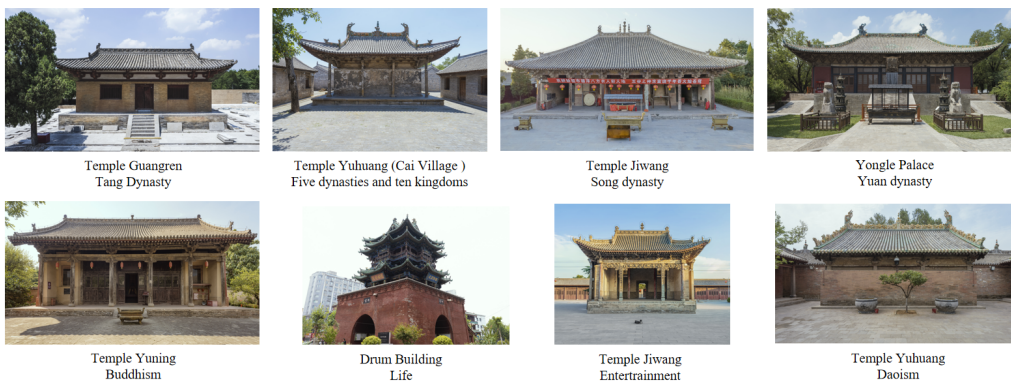 Temple Guangren
Tang Dynasty
Temple Yuhuang (Cai Village )
Five dynasties and ten kingdoms
Temple Jiwang
Song dynasty
Yongle Palace
Yuan dynasty
Temple Yuning
Buddhism
Drum Building
Life
Temple Jiwang
Entertrainment
Temple Yuhuang
Daoism